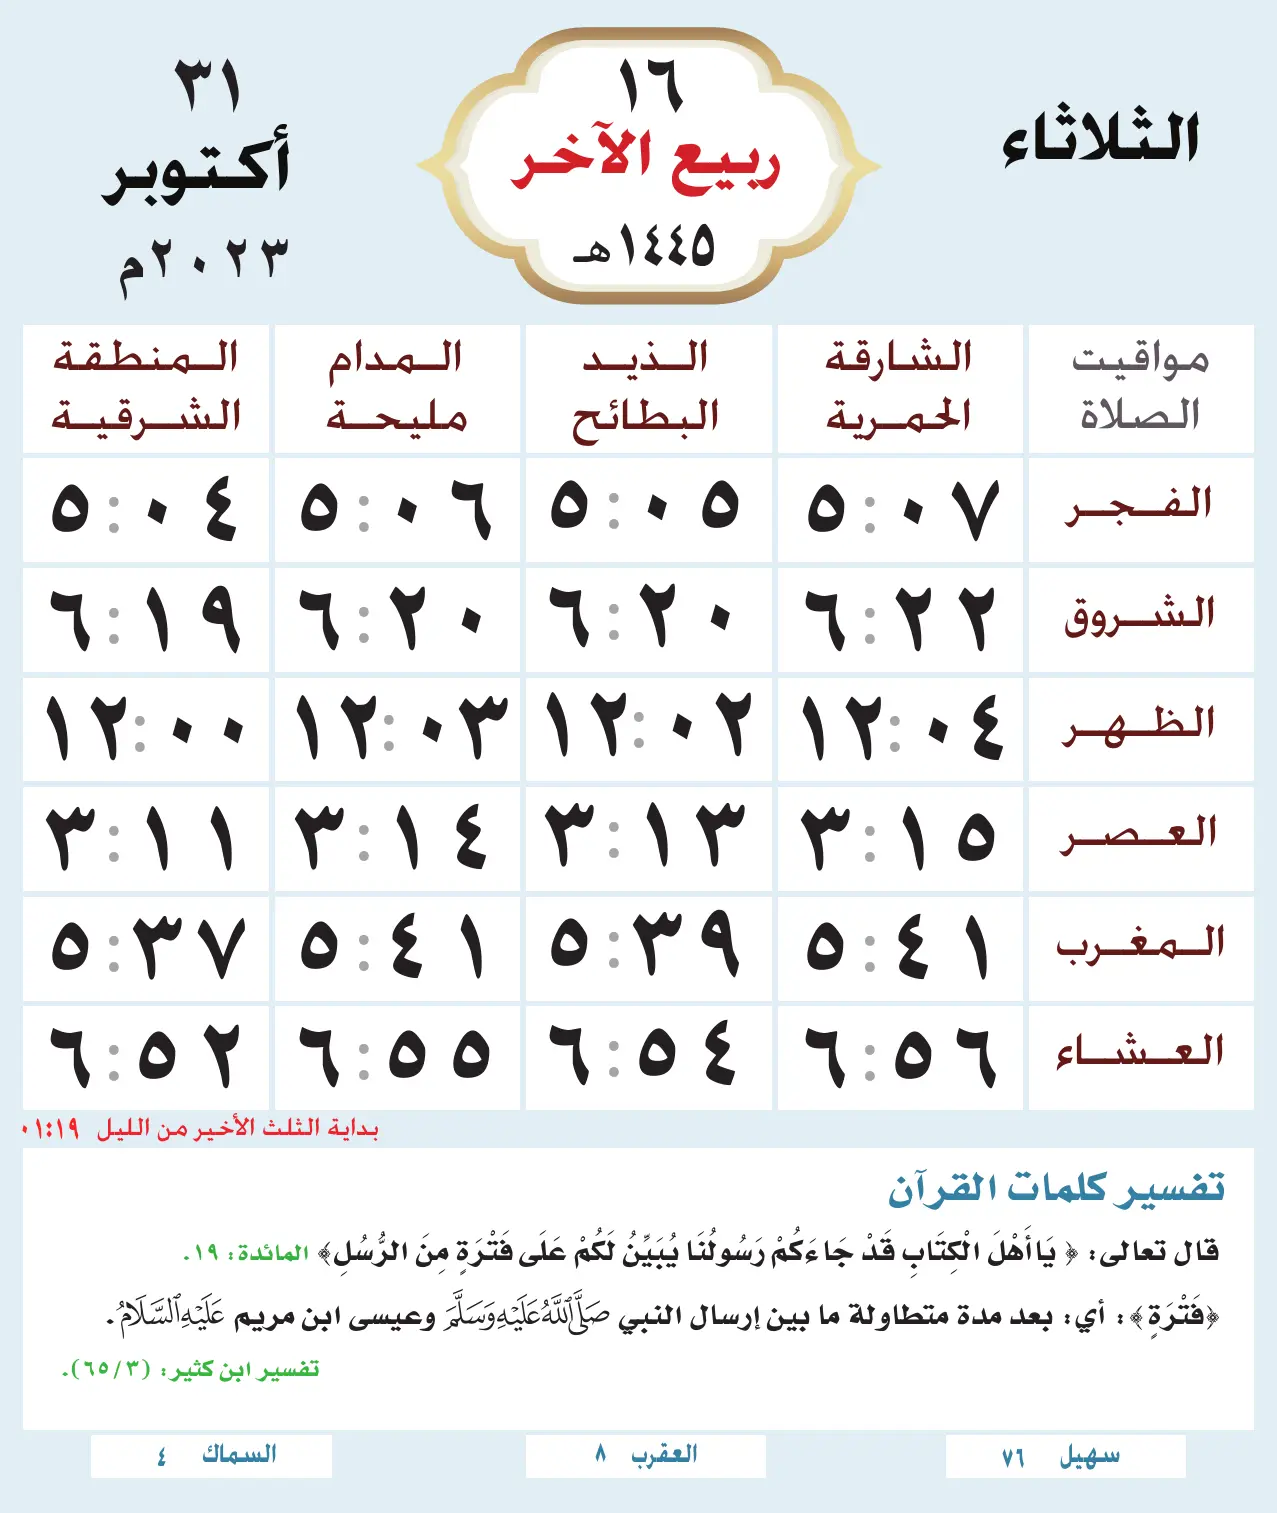 الثلاثاء
١٦
ربيع الآخر
١٤٤٥هـ
٣١
أكتوبر
٢٠٢٣م
مواقيت الصلاة	الشارقة الحمرية	الذيد البطائح	المدام مليحة	المنطقة الشرقية
الفجر	٥:٠٧	٥:٠٥	٥:٠٦	٥:٠٤
الشروق	٦:٢٢	٦:٢٠	٦:٢٠	٦:١٩
الظهر	١٢:٠٤	١٢:٠٢	١٢:٠٣	١٢:٠٠
العصر	٣:١٥	٣:١٣	٣:١٤	٣:١١
المغرب	٥:٤١	٥:٣٩	٥:٤١	٥:٣٧
العشاء	٦:٥٦	٦:٥٤	٦:٥٥	٦:٥٢
بداية الثلث الأخير من الليل ٠١:١٩
تفسير كلمات القرآن
قال تعالى: ﴿ يَاأَهْلَ الْكِتَابِ قَدْ جَاءَكُمْ رَسُولُنَا يُبَيِّنُ لَكُمْ عَلَى فَتْرَةٍ مِنَ الرُّسُلِ﴾ المائدة: ١٩.
﴿فَتْرَةٍ﴾: أي: بعد مدة متطاولة ما بين إرسال النبي صَلَّى اللَّهُ عَلَيْهِ وَسَلَّمَ وعيسى ابن مريم عَلَيْهِ السَّلَامُ.
تفسير ابن كثير: (٣/ ٦٥).
سهيل ٧٦
العقرب ٨
السماك ٤